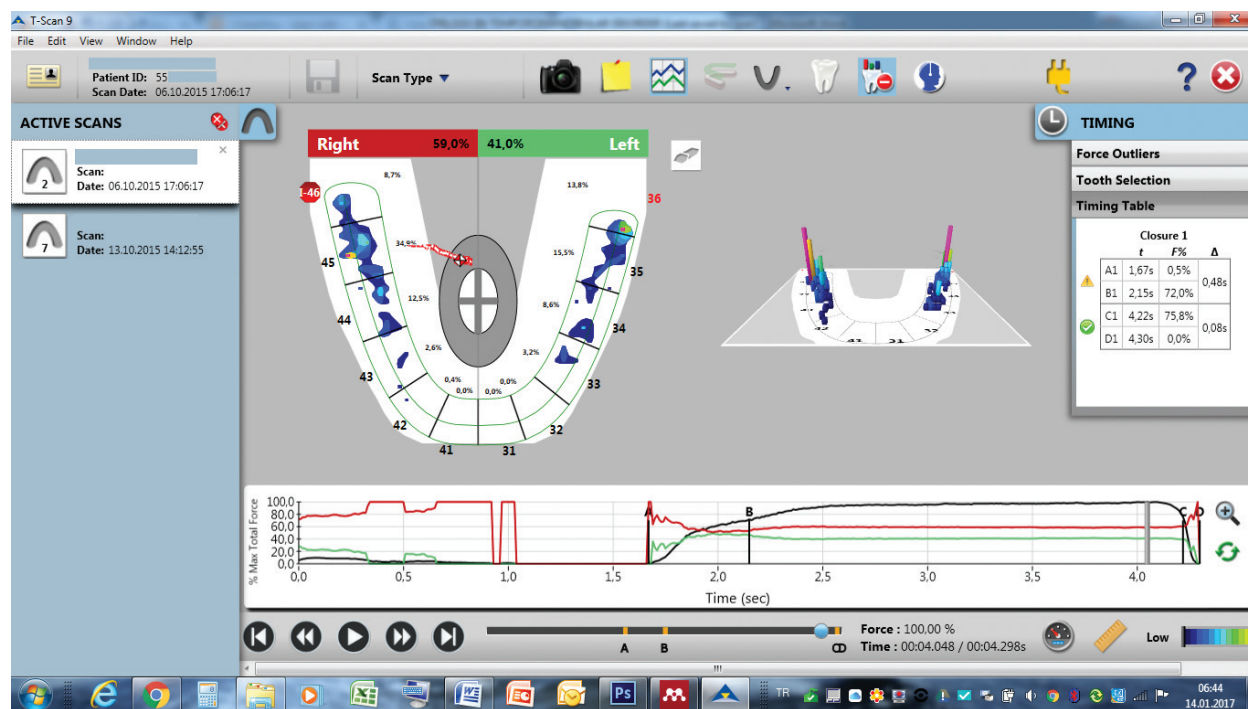 T-Scan 9
File Edit View Window Help
Patient ID: 55
Scan Date: 06.10.2015 17:06:17
Scan Type
ACTIVE SCANS
2
Scan:
Date: 06.10.2015 17:06:17
7
Scan:
Date: 13.10.2015 14:12:55
Right 59,0% 41,0% Left
8,7% 13,8%
-46 36
34,9% 15,5%
45 35
12,5% 8,6%
44 34
2,6% 3,2%
43 33
0,4% 0,0%
0,0% 0,0%
42 32
41 31
41 31
TIMING
Force Outliers
Tooth Selection
Timing Table
Closure 1
t F% Δ
A1 1,67s 0,5%
0,48s
B1 2,15s 72,0%
C1 4,22s 75,8%
0,08s
D1 4,30s 0,0%
% Max Total Force
100.0
80.0
60.0
40.0
20.0
0.0
A B C D
0,0 0,5 1,0 1,5 2,0 2,5 3,0 3,5 4,0
Time (sec)
A B CD
Force : 100,00 %
Time : 00:04.048 / 00:04.298s
Low
TR
Ps
06:44
14.01.2017